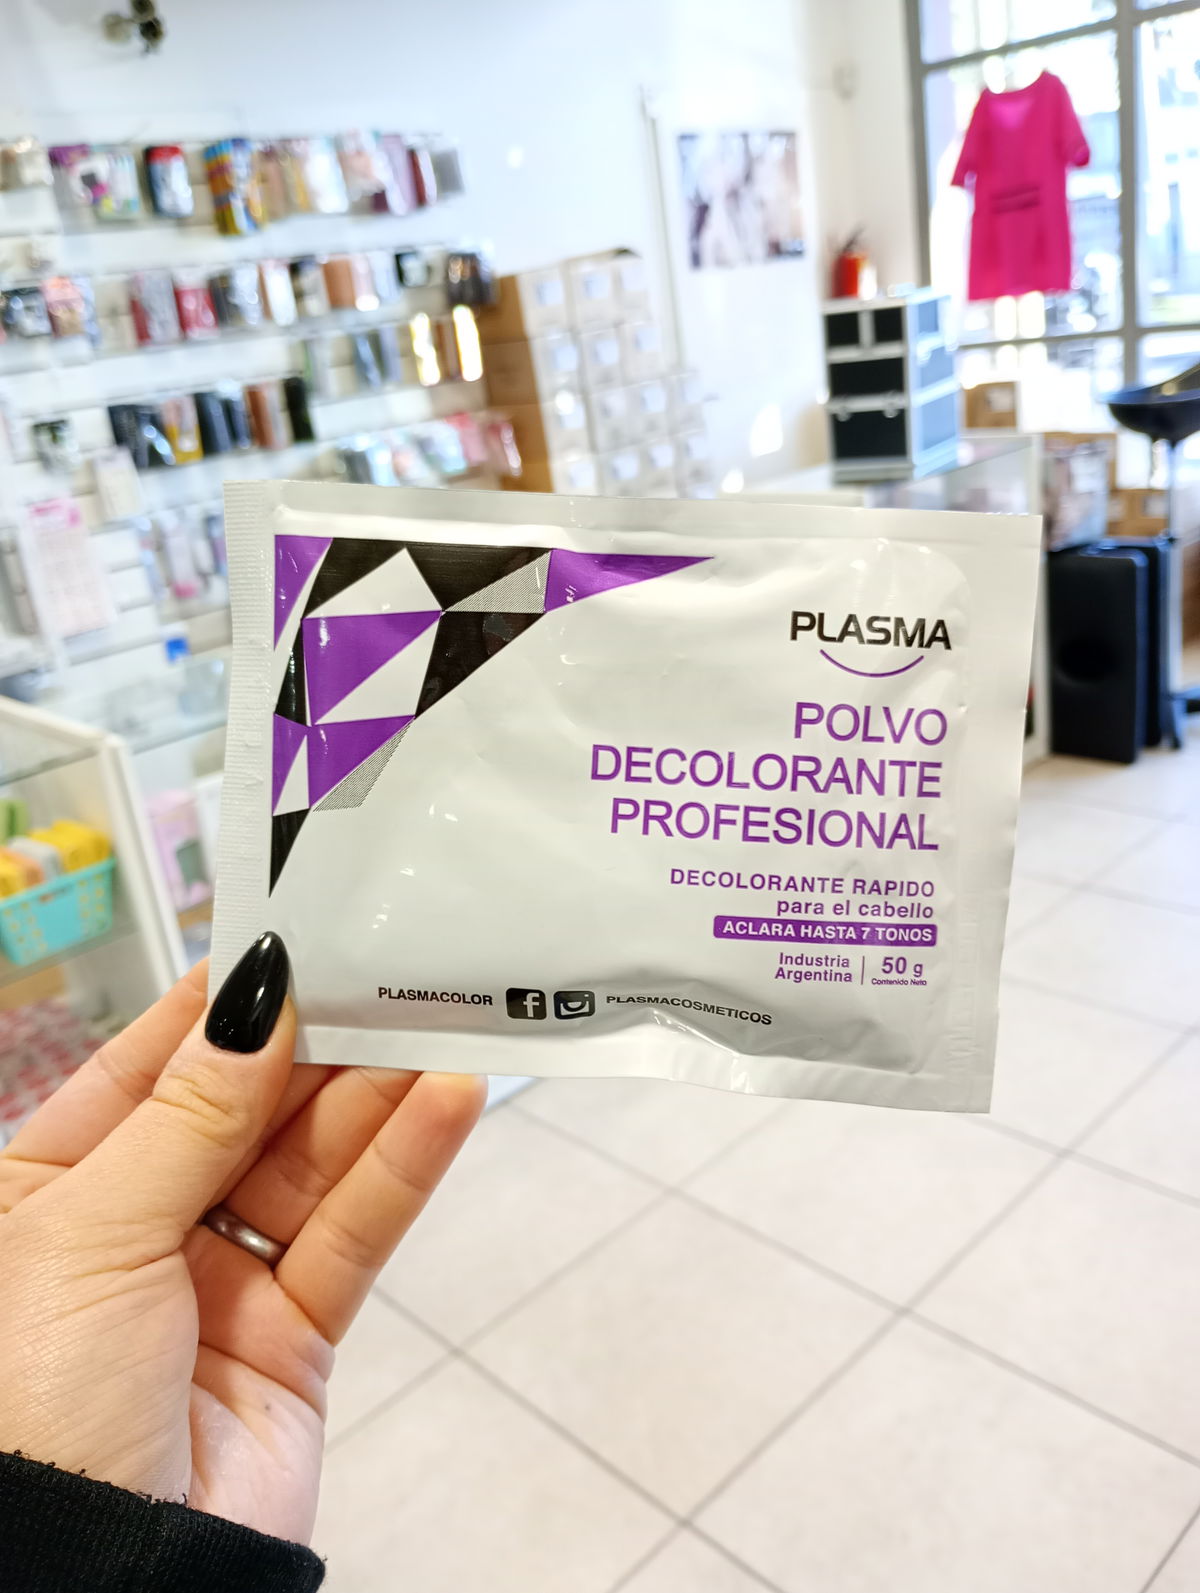 PLASMA
POLVO
DECOLORANTE
PROFESIONAL
DECOLORANTE RAPIDO
para el cabello
ACLARA HASTA 7 TONOS
Industria
Argentina
50 g
Contenido Neto
PLASMACOLOR
PLASMACOSMETICOS